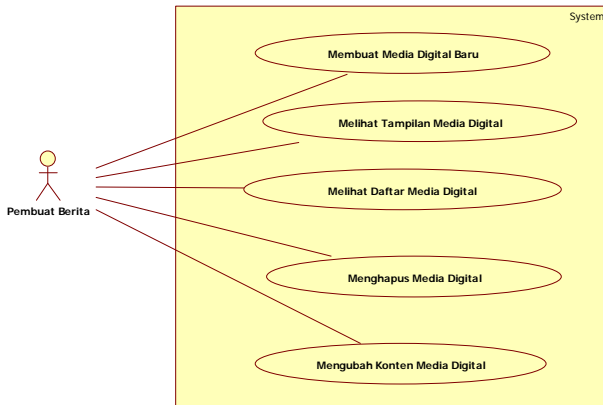 System
Membuat Media Digital Baru
Melihat Tampilan Media Digital
Melihat Daftar Media Digital
Pembuat Berita
Menghapus Media Digital
Mengubah Konten Media Digital